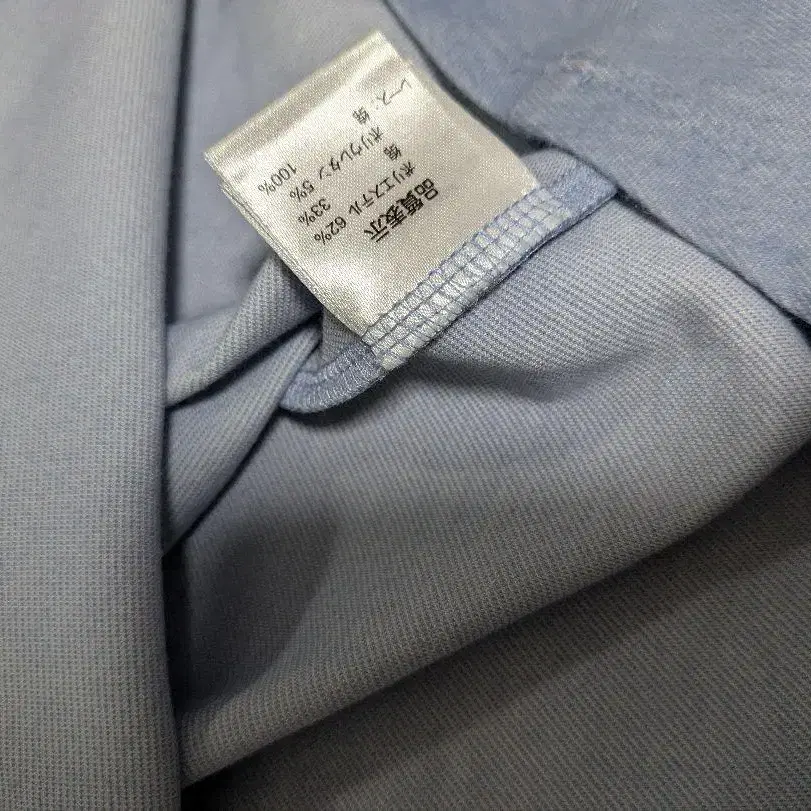 品質表示
ポリエステル 62%
綿 33%
ポリウレタン 5%
レース: 綿 100%